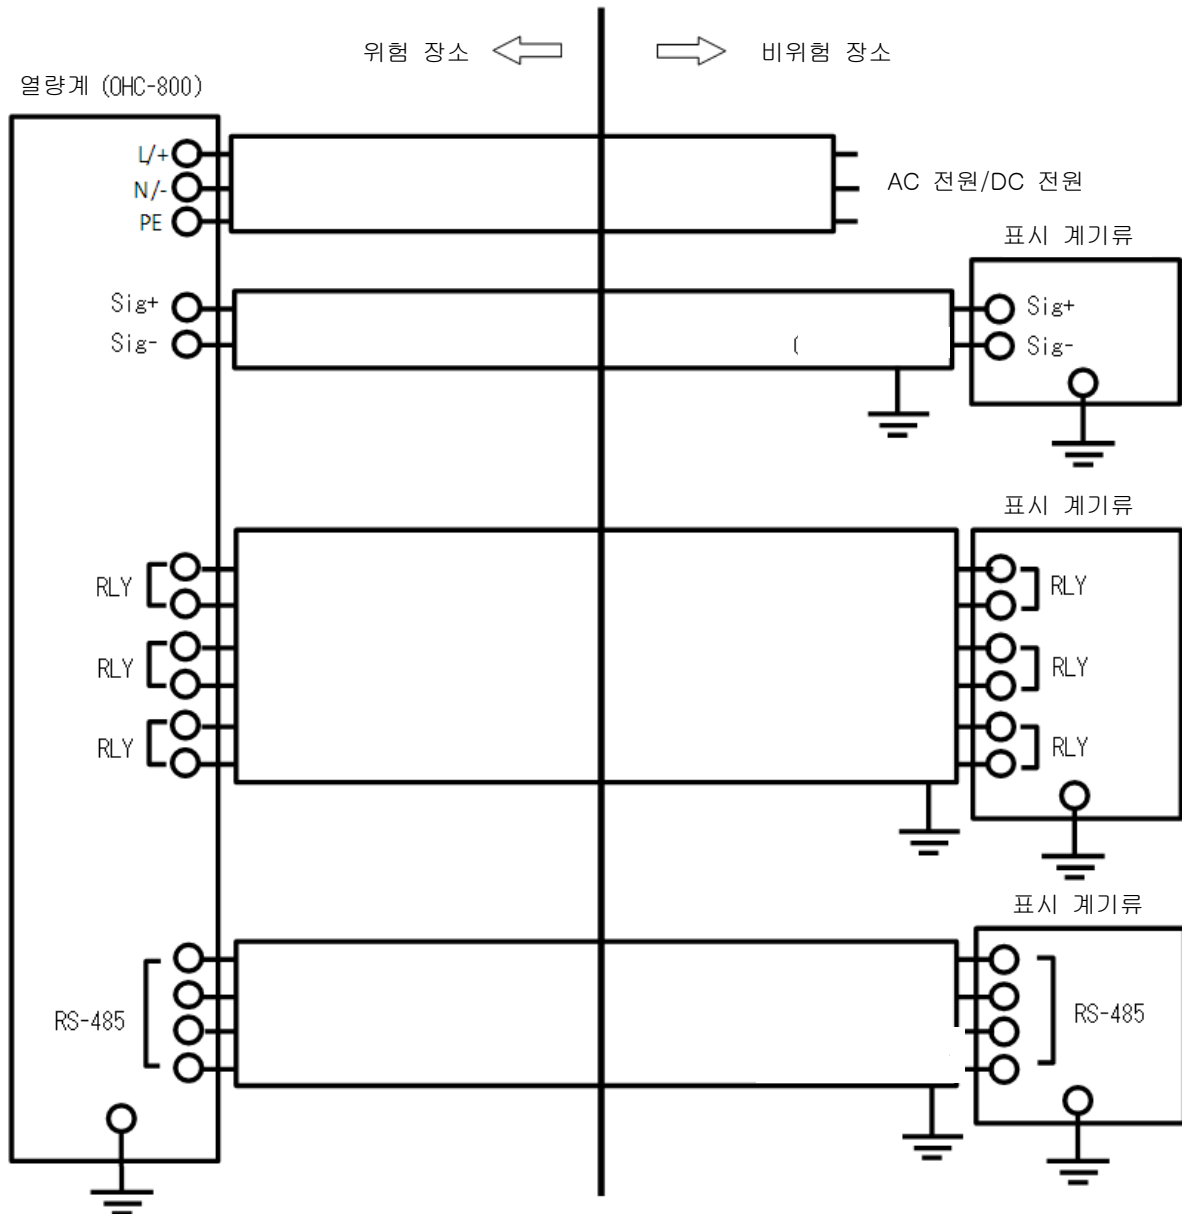 위험 장소
비위험 장소
열량계 (OHC-800)
L/+
N/-
PE
AC 전원/DC 전원
표시 계기류
Sig+
Sig-
(
Sig+
Sig-
표시 계기류
RLY
RLY
RLY
RLY
RLY
RLY
표시 계기류
RS-485
RS-485